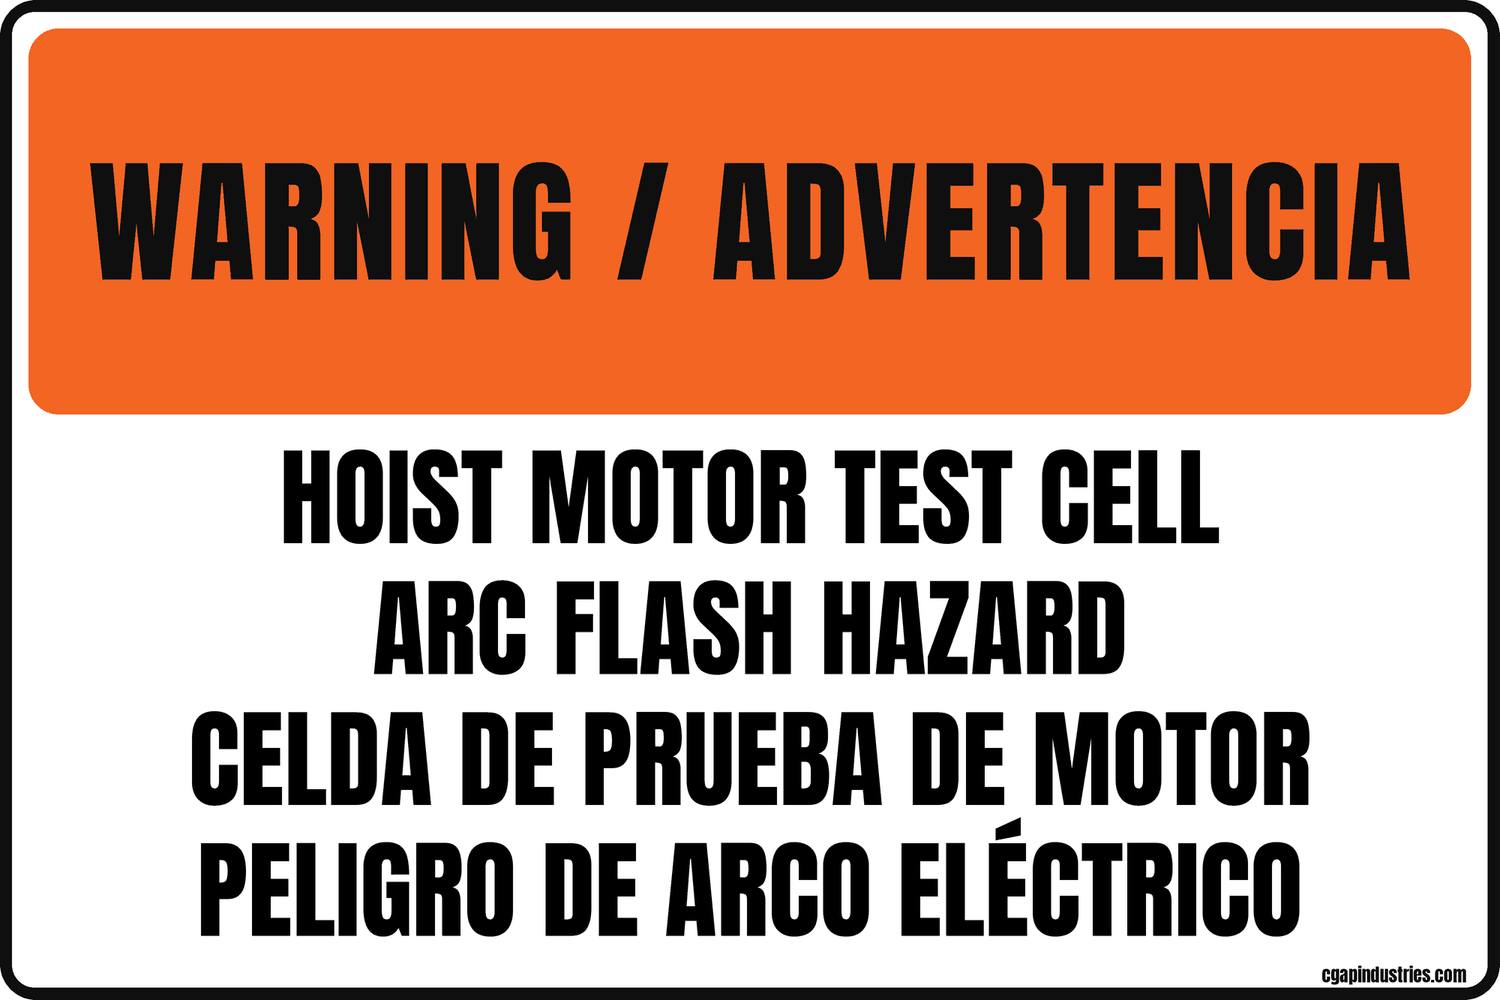 WARNING / ADVERTENCIA
HOIST MOTOR TEST CELL
ARC FLASH HAZARD
CELDA DE PRUEBA DE MOTOR
PELIGRO DE ARCO ELÉCTRICO
cgapindustries.com